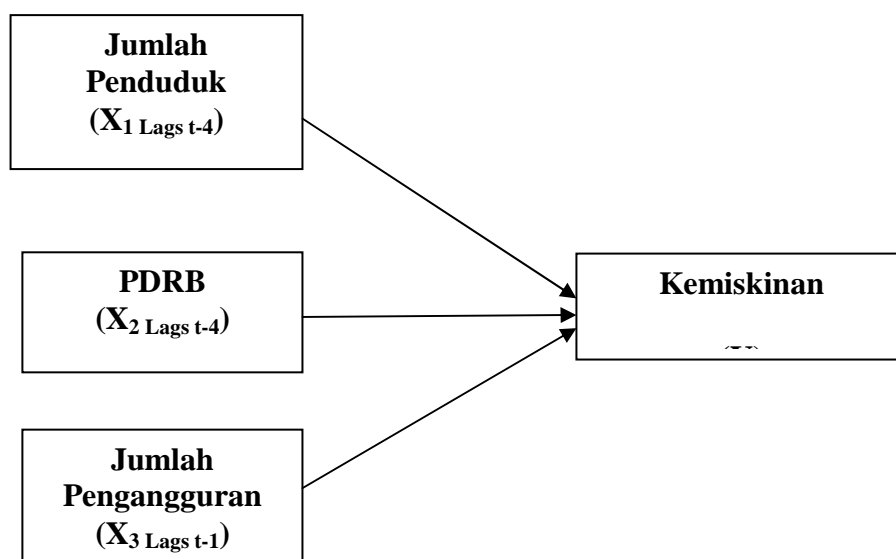 Jumlah
Penduduk
(X1 Lags t-4)
PDRB
(X2 Lags t-4)
Kemiskinan
Jumlah
Pengangguran
(X3 Lags t-1)